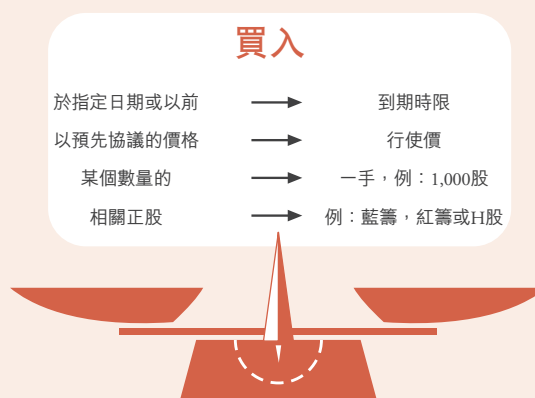 買入
於指定日期或以前 到期時限
以預先協議的價格 行使價
某個數量的 一手，例：1,000股
相關正股 例：藍籌，紅籌或H股